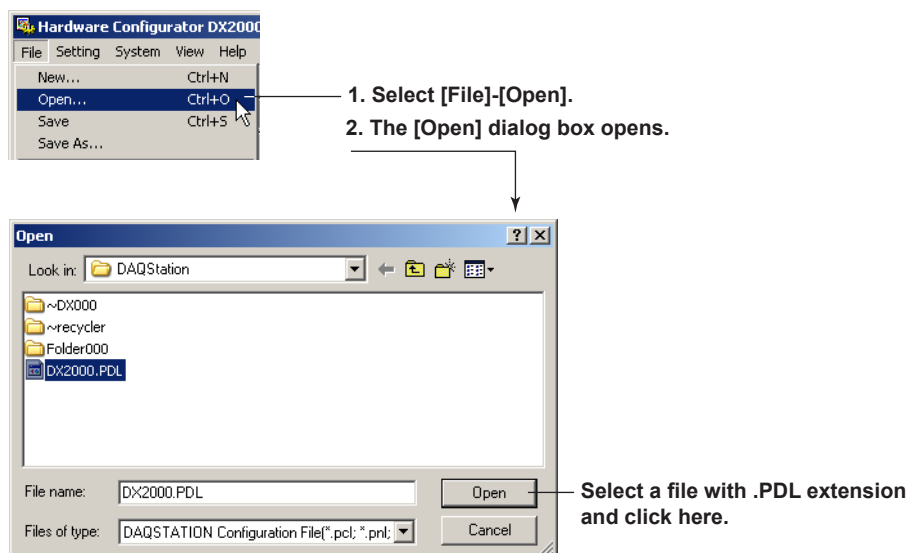 Hardware Configurator DX2000
File Setting System View Help
New... Ctrl+N
Open... Ctrl+O
Save Ctrl+S
Save As...
1. Select [File]-[Open].
2. The [Open] dialog box opens.
Open
Look in: DAQStation
~DX000
~recycler
Folder000
DX2000.PDL
File name: DX2000.PDL Open
Files of type: DAQSTATION Configuration File(*.pcl; *.pnl; Cancel
Select a file with .PDL extension
and click here.